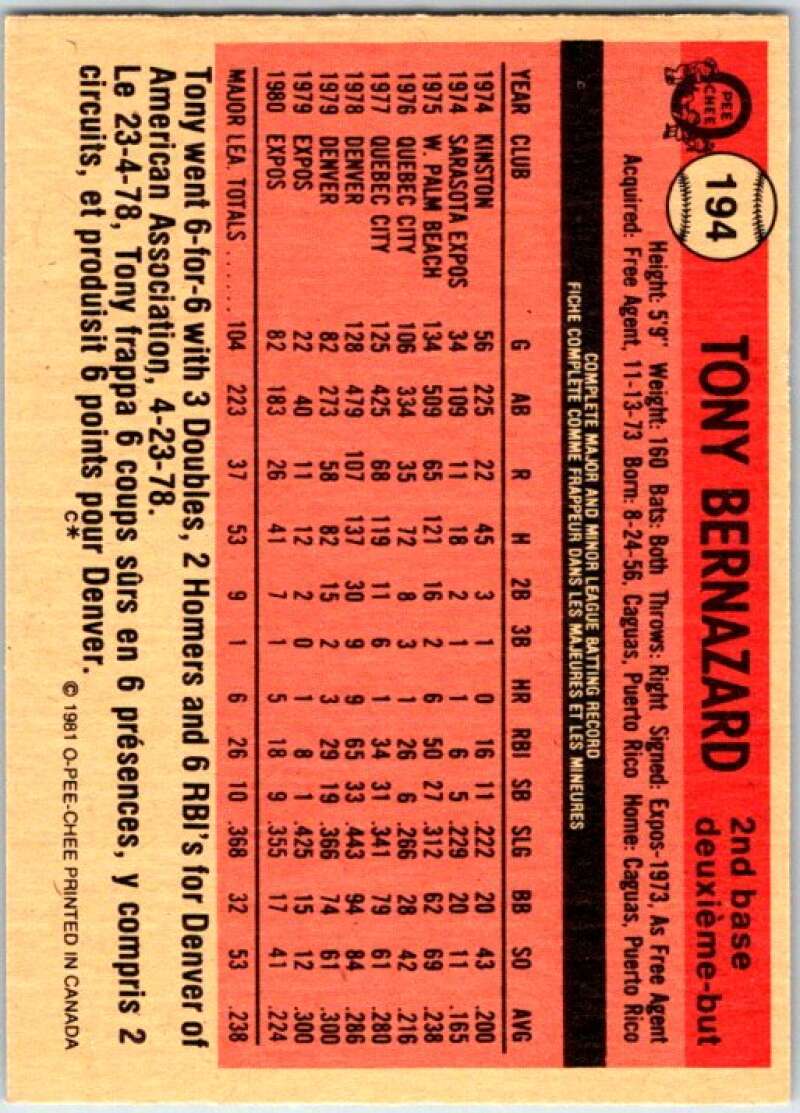 O PEE CHEE
194
TONY BERNAZARD
2nd base
deuxième-but
Height: 5'9" Weight: 160 Bats: Both Throws: Right Signed: Expos-1973, As Free Agent
Acquired: Free Agent, 11-13-73 Born: 8-24-56, Caguas, Puerto Rico Home: Caguas, Puerto Rico
COMPLETE MAJOR AND MINOR LEAGUE BATTING RECORD
FICHE COMPLÈTE COMME FRAPPEUR DANS LES MAJEURES ET LES MINEURES
YEAR CLUB G AB R H 2B 3B HR RBI SB SLG BB SO AVG
1974 KINSTON 56 225 22 45 3 1 0 16 11 .222 20 43 .200
1974 SARASOTA EXPOS 34 109 11 18 2 1 1 6 5 .229 20 11 .165
1975 W. PALM BEACH 134 509 65 121 16 2 6 50 27 .312 62 69 .238
1976 QUEBEC CITY 106 334 35 72 8 3 1 26 6 .266 28 42 .216
1977 QUEBEC CITY 125 425 68 119 11 6 1 34 31 .341 79 61 .280
1978 DENVER 128 479 107 137 30 9 9 65 33 .443 94 84 .286
1979 DENVER 82 273 58 82 15 2 3 29 19 .366 74 61 .300
1979 EXPOS 22 40 11 12 2 0 1 8 1 .425 15 12 .300
1980 EXPOS 82 183 26 41 7 1 5 18 9 .355 17 41 .224
MAJOR LEA. TOTALS ...... 104 223 37 53 9 1 6 26 10 .368 32 53 .238
Tony went 6-for-6 with 3 Doubles, 2 Homers and 6 RBI's for Denver of
American Association, 4-23-78.
Le 23-4-78, Tony frappa 6 coups sûrs en 6 présences, y compris 2
circuits, et produisit 6 points pour Denver.
C*
© 1981 O-PEE-CHEE PRINTED IN CANADA